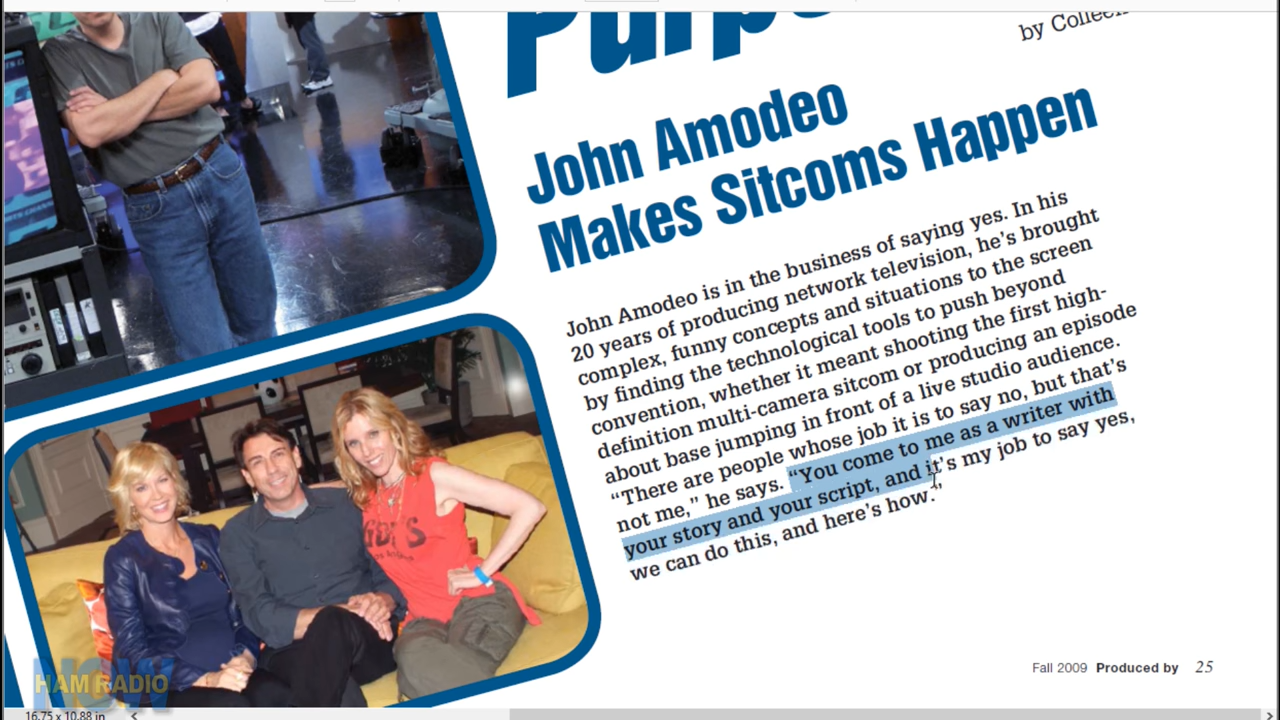 by Colleen
John Amodeo
Makes Sitcoms Happen
John Amodeo is in the business of saying yes. In his
20 years of producing network television, he’s brought
complex, funny concepts and situations to the screen
by finding the technological tools to push beyond
convention, whether it meant shooting the first high-
definition multi-camera sitcom or producing an episode
about base jumping in front of a live studio audience.
“There are people whose job it is to say no, but that’s
not me,” he says. “You come to me as a writer with
your story and your script, and it’s my job to say yes,
we can do this, and here’s how.”
Fall 2009 Produced by 25
HAM RADIO
NOW
16.75 x 10.88 in